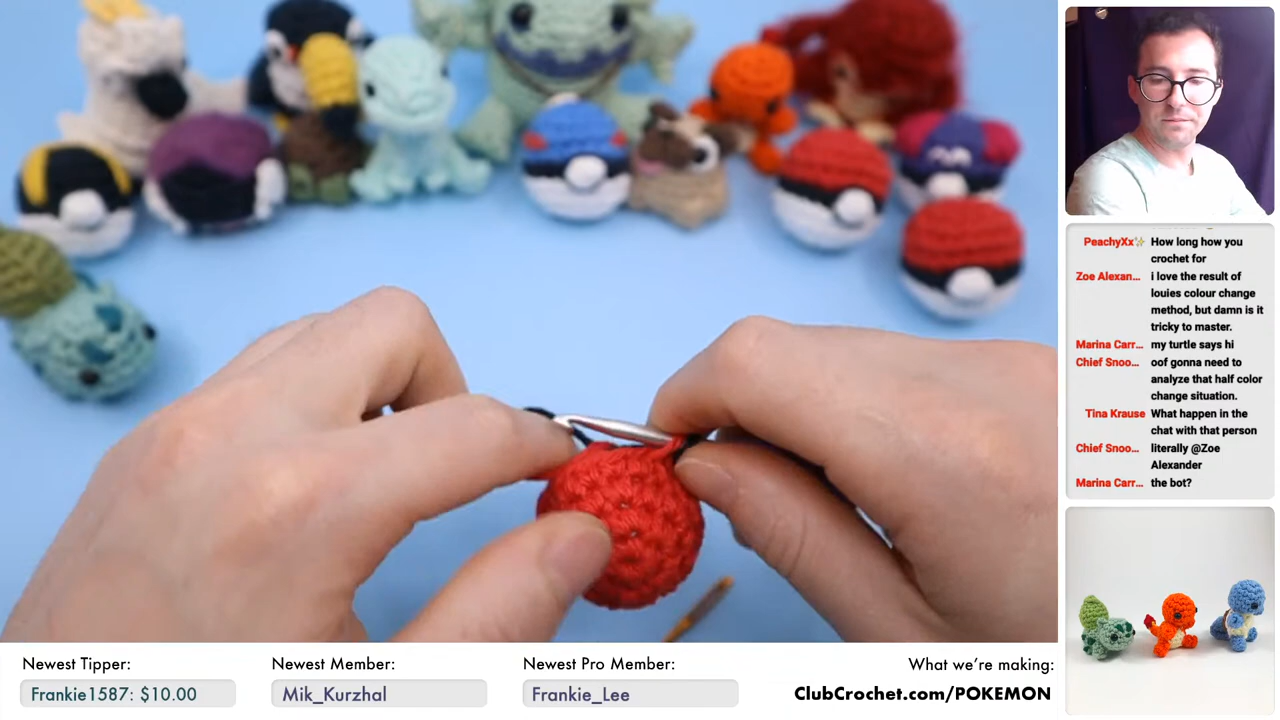 PeachyXx✨ How long how you
crochet for
Zoe Alexan... i love the result of
louies colour change
method, but damn is it
tricky to master.
Marina Carr... my turtle says hi
Chief Snoo... oof gonna need to
analyze that half color
change situation.
Tina Krause What happen in the
chat with that person
Chief Snoo... literally @Zoe
Alexander
Marina Carr... the bot?
Newest Tipper:
Frankie1587: $10.00
Newest Member:
Mik_Kurzhal
Newest Pro Member:
Frankie_Lee
What we're making:
ClubCrochet.com/POKEMON